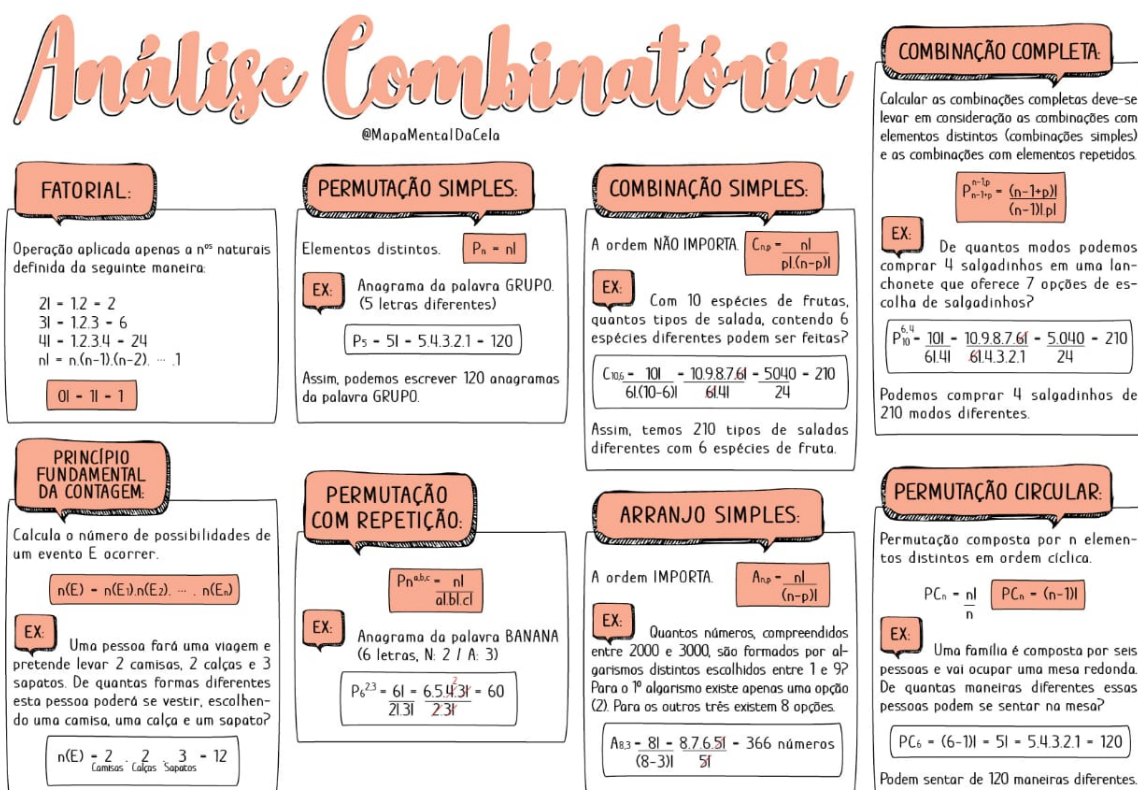 Análise Combinatória
@MapaMentalDaCela
FATORIAL:
Operação aplicada apenas a nºs naturais
definida da seguinte maneira:
2! = 1.2 = 2
3! = 1.2.3 = 6
4! = 1.2.3.4 = 24
n! = n.(n-1).(n-2). ... .1
0! = 1! = 1
PRINCÍPIO
FUNDAMENTAL
DA CONTAGEM:
Calcula o número de possibilidades de
um evento E ocorrer.
n(E) = n(E₁).n(E₂). ... . n(Eₙ)
EX:
Uma pessoa fará uma viagem e
pretende levar 2 camisas, 2 calças e 3
sapatos. De quantas formas diferentes
esta pessoa poderá se vestir, escolhen-
do uma camisa, uma calça e um sapato?
n(E) = 2 . 2 . 3 = 12
Camisas Calças Sapatos
PERMUTAÇÃO SIMPLES:
Elementos distintos.
Pₙ = n!
EX:
Anagrama da palavra GRUPO.
(5 letras diferentes)
P₅ = 5! = 5.4.3.2.1 = 120
Assim, podemos escrever 120 anagramas
da palavra GRUPO.
PERMUTAÇÃO
COM REPETIÇÃO:
Pnᵃ,ᵇ,ᶜ = n!
a!.b!.c!
EX:
Anagrama da palavra BANANA
(6 letras, N: 2 / A: 3)
2
P₆²,³ = 6! = 6.5.4.3! = 60
2!.3! 2.3!
COMBINAÇÃO SIMPLES:
A ordem NÃO IMPORTA.
Cn,p = n!
p!.(n-p)!
EX:
Com 10 espécies de frutas,
quantos tipos de salada, contendo 6
espécies diferentes podem ser feitas?
C₁₀,₆ = 10! = 10.9.8.7.6! = 5040 = 210
6!.(10-6)! 6!.4! 24
Assim, temos 210 tipos de saladas
diferentes com 6 espécies de fruta.
ARRANJO SIMPLES:
A ordem IMPORTA.
An,p = n!
(n-p)!
EX:
Quantos números, compreendidos
entre 2000 e 3000, são formados por al-
garismos distintos escolhidos entre 1 e 9?
Para o 1º algarismo existe apenas uma opção
(2). Para os outros três existem 8 opções.
A₈,₃ = 8! = 8.7.6.5! = 366 números
(8-3)! 5!
COMBINAÇÃO COMPLETA:
Calcular as combinações completas deve-se
levar em consideração as combinações com
elementos distintos (combinações simples)
e as combinações com elementos repetidos.
n-1,p
Pn-1+p = (n-1+p)!
(n-1)!.p!
EX:
De quantos modos podemos
comprar 4 salgadinhos em uma lan-
chonete que oferece 7 opções de es-
colha de salgadinhos?
6,4
P₁₀ = 10! = 10.9.8.7.6! = 5.040 = 210
6!.4! 6!.4.3.2.1 24
Podemos comprar 4 salgadinhos de
210 modos diferentes.
PERMUTAÇÃO CIRCULAR:
Permutação composta por n elemen-
tos distintos em ordem cíclica.
PCₙ = n!
n
PCₙ = (n-1)!
EX:
Uma família é composta por seis
pessoas e vai ocupar uma mesa redonda.
De quantas maneiras diferentes essas
pessoas podem se sentar na mesa?
PC₆ = (6-1)! = 5! = 5.4.3.2.1 = 120
Podem sentar de 120 maneiras diferentes.